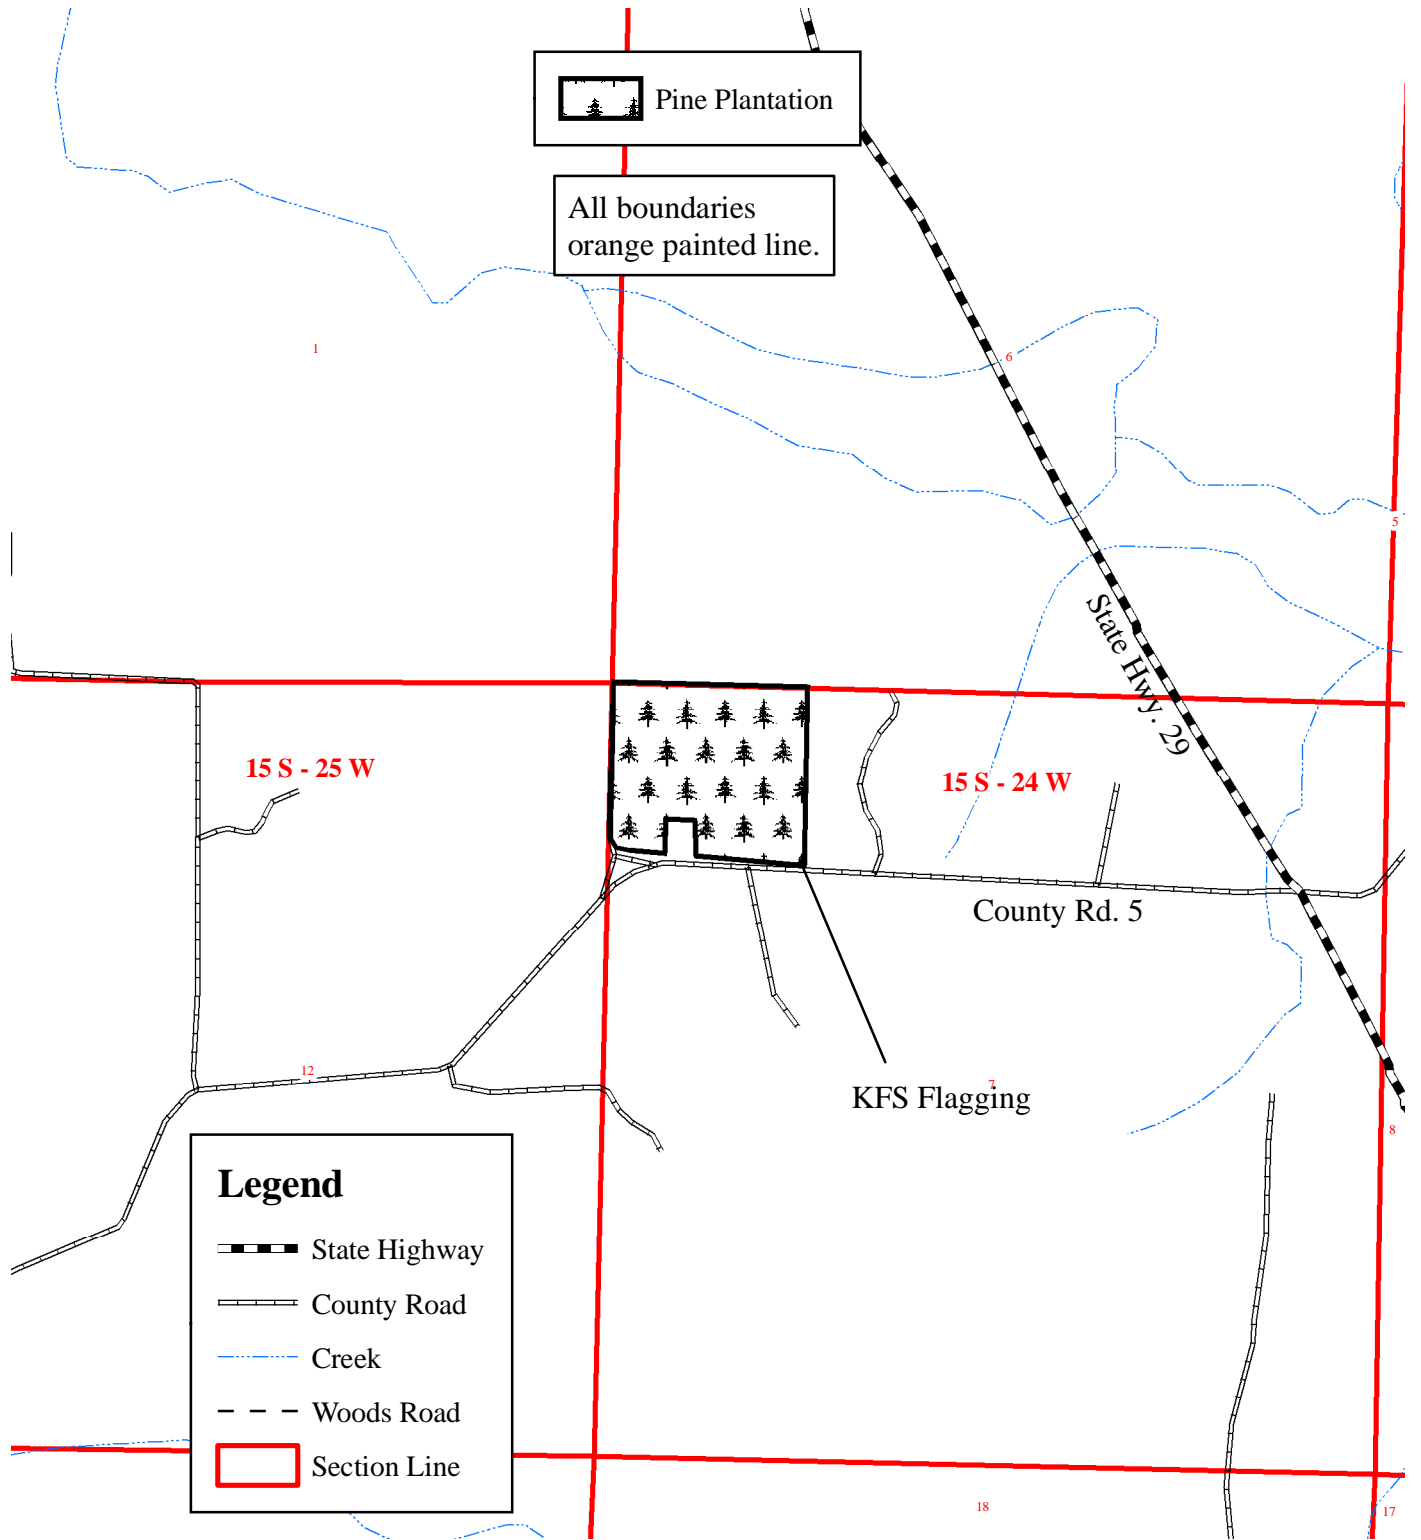 Pine Plantation
All boundaries
orange painted line.
1
6
5
State Hwy. 29
15 S - 25 W
15 S - 24 W
County Rd. 5
12
7
KFS Flagging
8
Legend
State Highway
County Road
Creek
Woods Road
Section Line
18
17